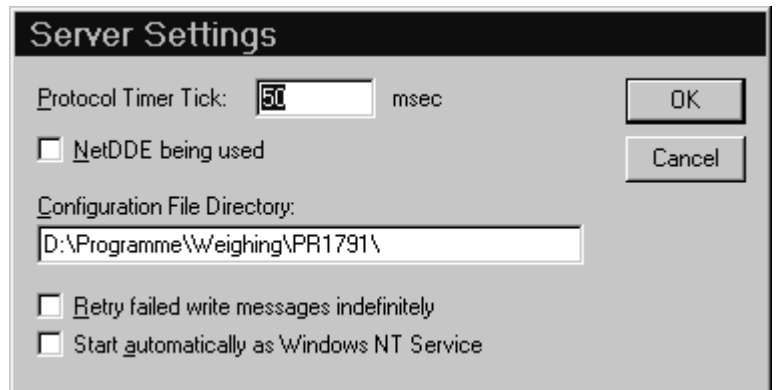 Server Settings
Protocol Timer Tick: 50 msec
OK
NetDDE being used
Cancel
Configuration File Directory:
D:\Programme\Weighing\PR1791\
Retry failed write messages indefinitely
Start automatically as Windows NT Service